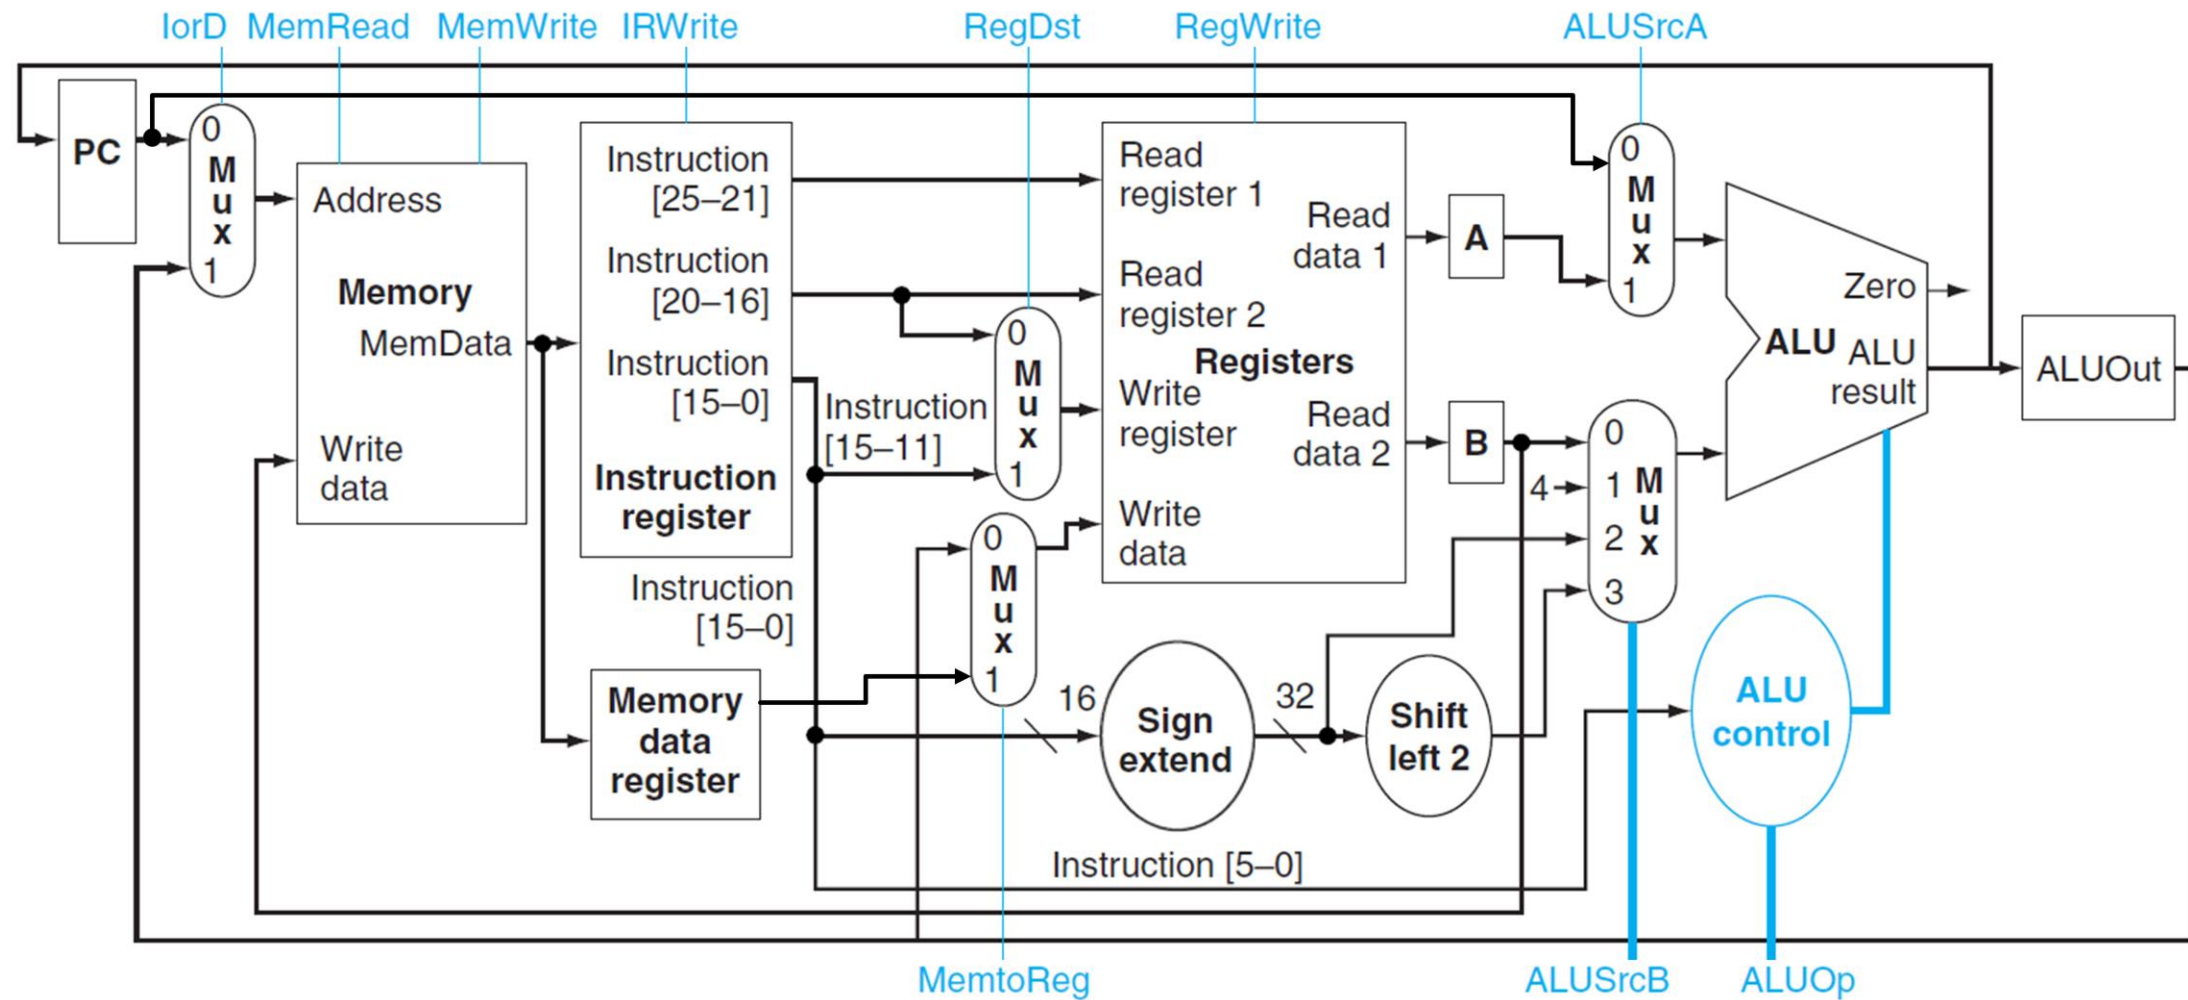 IorD MemRead MemWrite IRWrite RegDst RegWrite ALUSrcA
PC
0
M
u
x
1
Address
Memory
MemData
Write
data
Instruction
[25–21]
Instruction
[20–16]
Instruction
[15–0]
Instruction
register
Instruction
[15–0]
Memory
data
register
Instruction
[15–11]
0
M
u
x
1
0
M
u
x
1
Read
register 1
Read
register 2
Registers
Write
register
Write
data
Read
data 1
Read
data 2
16
Sign
extend
32
Shift
left 2
A
B
4
0
M
u
x
1
0
1 M
u
2 x
3
Zero
ALU
ALU
result
ALUOut
ALU
control
Instruction [5–0]
MemtoReg ALUSrcB ALUOp